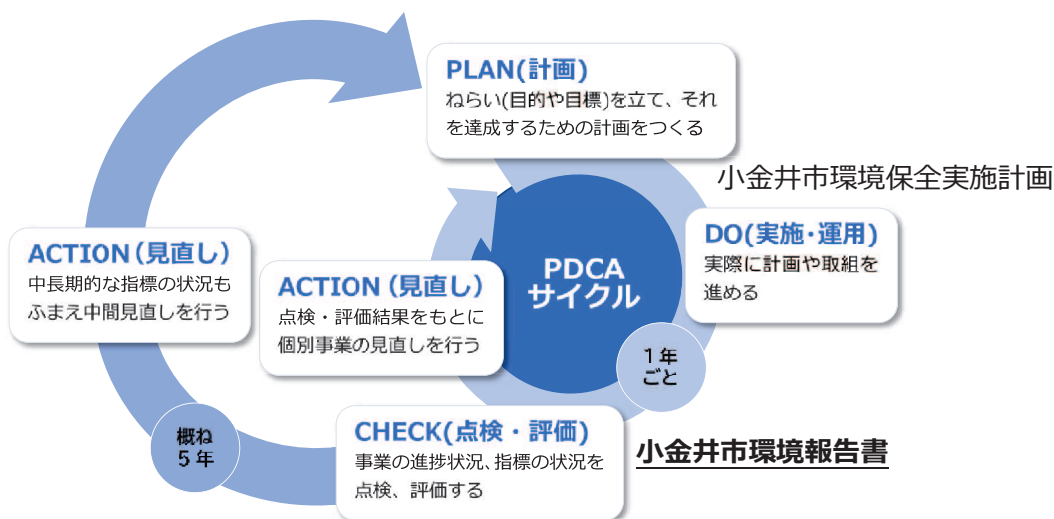 PLAN(計画)
ねらい(目的や目標)を立て、それ
を達成するための計画をつくる
小金井市環境保全実施計画
DO(実施・運用)
実際に計画や取組を
進める
ACTION(見直し)
中長期的な指標の状況も
ふまえ中間見直しを行う
ACTION(見直し)
点検・評価結果をもとに
個別事業の見直しを行う
PDCA
サイクル
1年
ごと
概ね
5年
CHECK(点検・評価)
事業の進捗状況、指標の状況を
点検、評価する
小金井市環境報告書